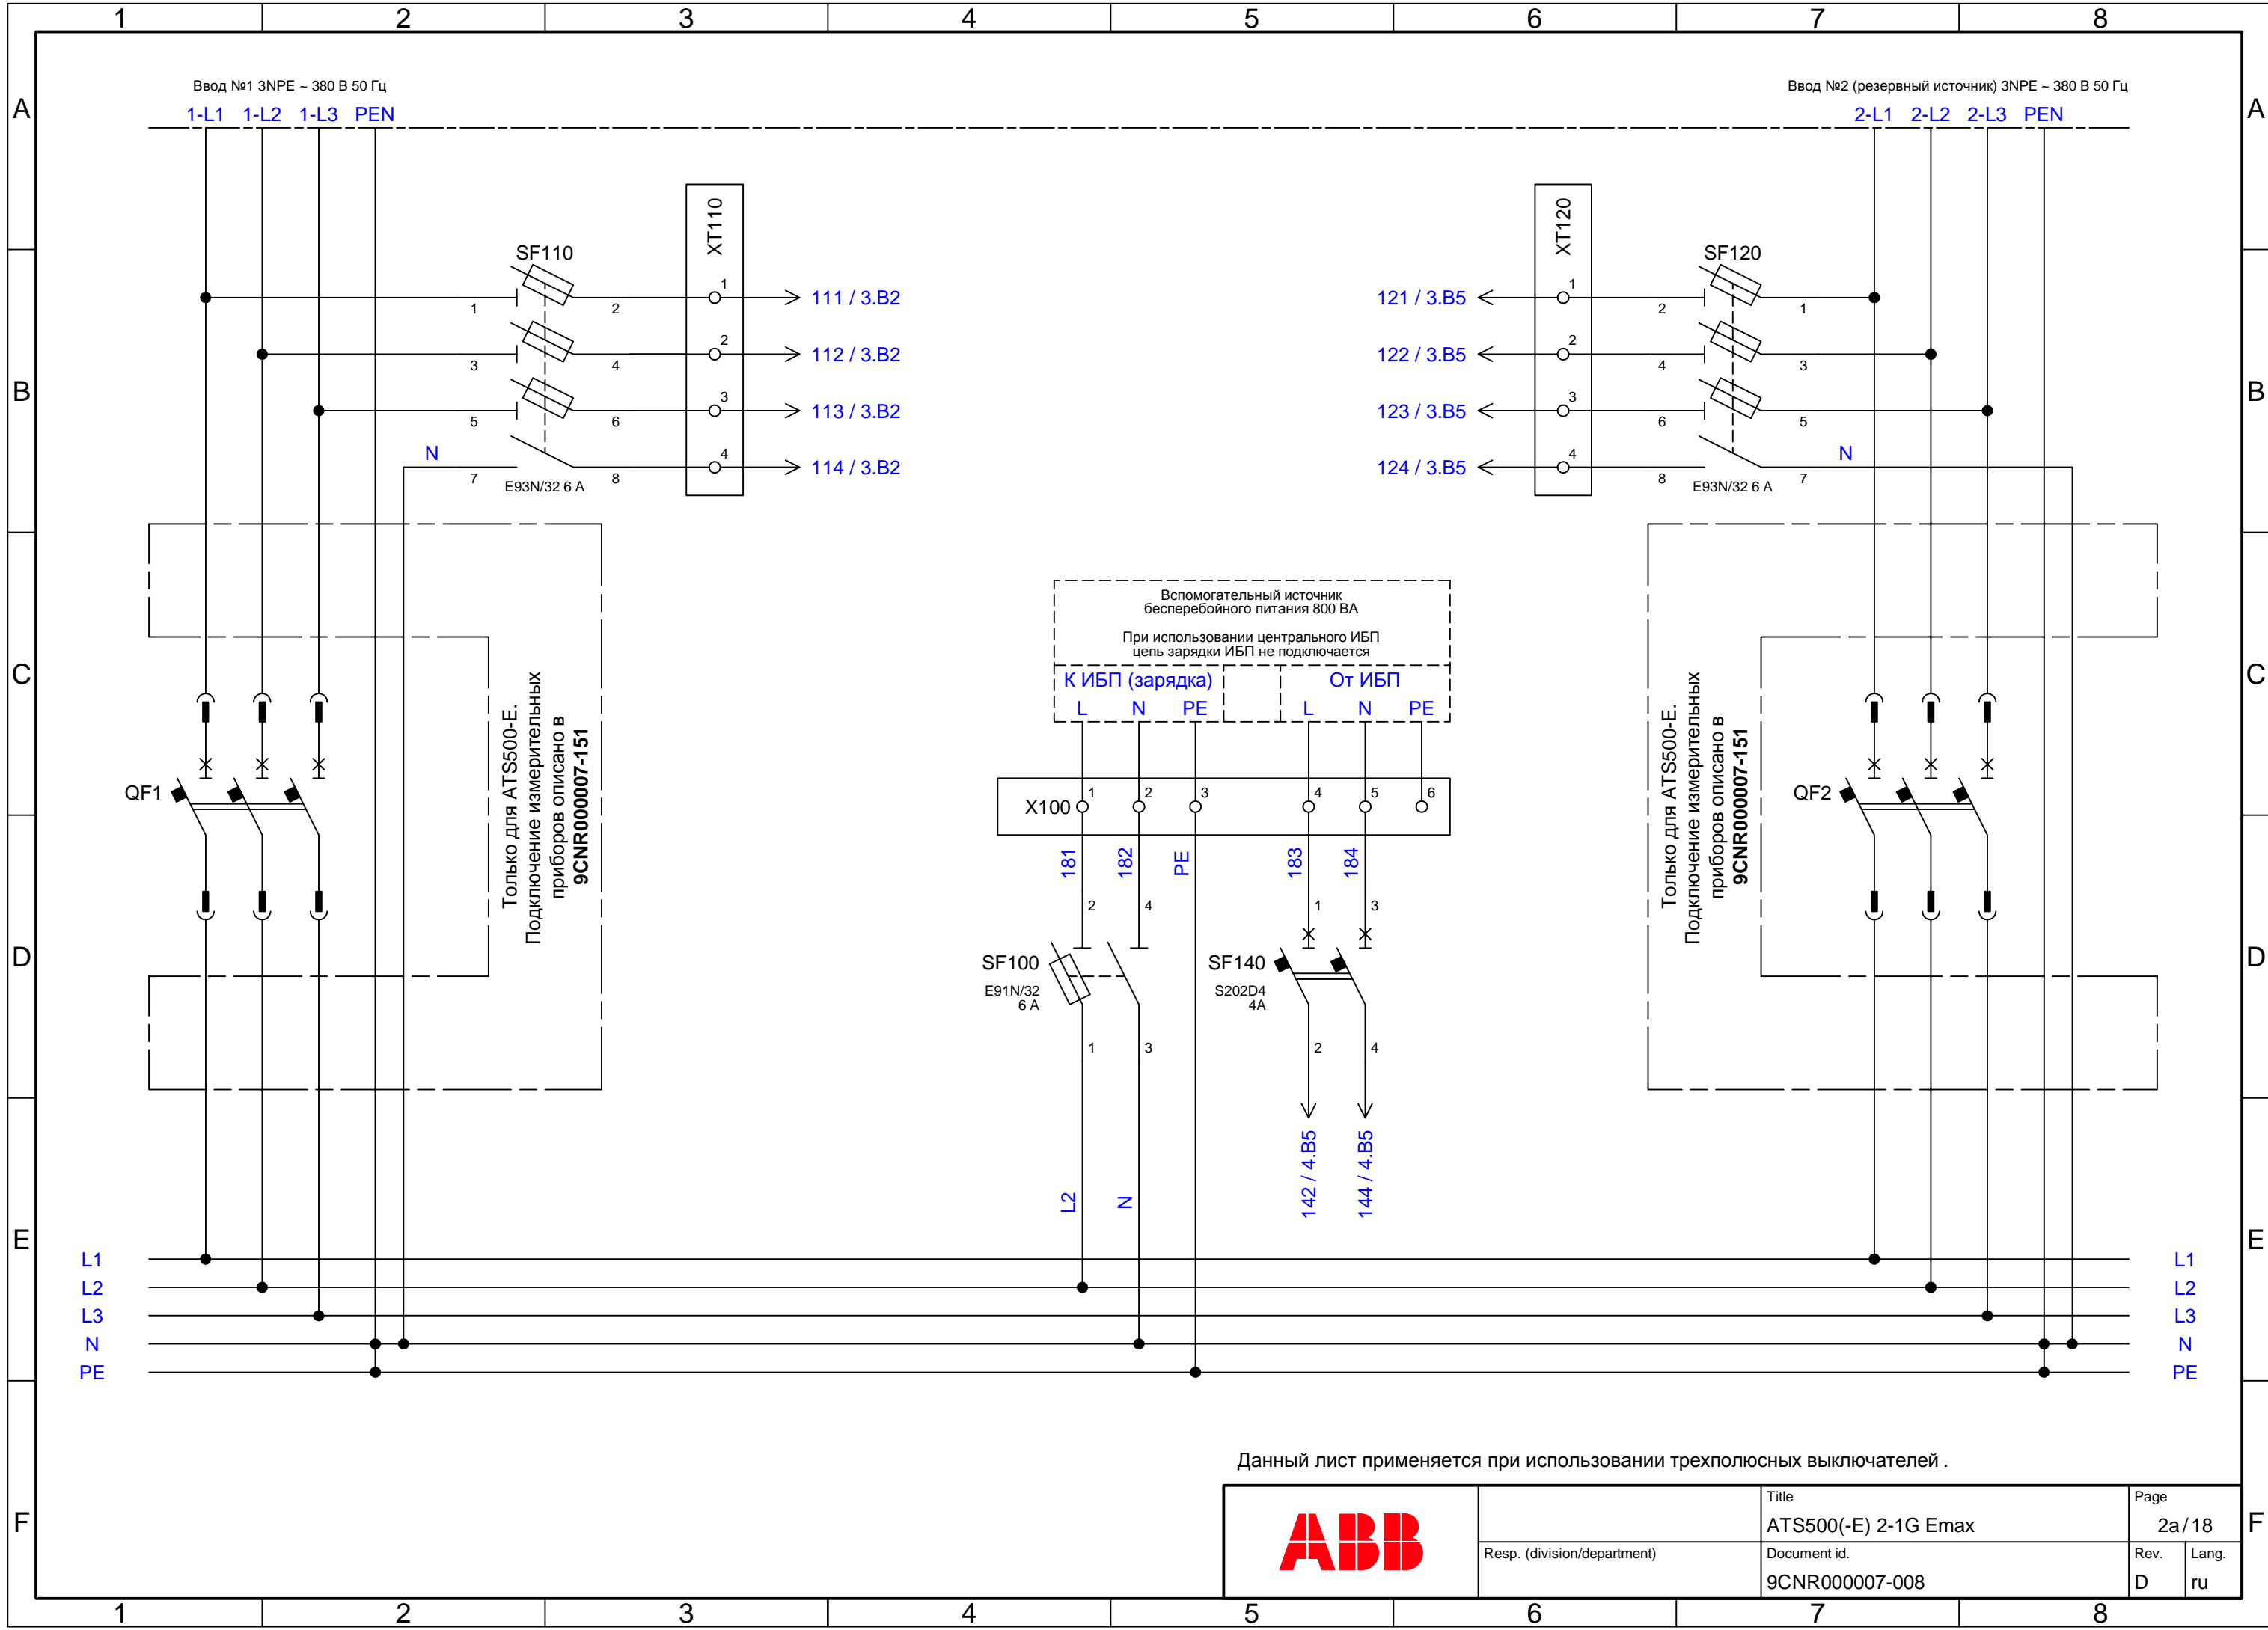 1 2 3 4 5 6 7 8
A A
B B
C C
D D
E E
F F
Ввод №1 3NPE ~ 380 В 50 Гц
1-L1 1-L2 1-L3 PEN
Ввод №2 (резервный источник) 3NPE ~ 380 В 50 Гц
2-L1 2-L2 2-L3 PEN
SF110
XT110
1 2 1 111 / 3.B2
3 4 2 112 / 3.B2
5 6 3 113 / 3.B2
N 7 8 4 114 / 3.B2
E93N/32 6 A
XT120
SF120
121 / 3.B5 1 2 1
122 / 3.B5 2 4 3
123 / 3.B5 3 6 5
124 / 3.B5 4 8 7 N
E93N/32 6 A
QF1
Только для ATS500-E.
Подключение измерительных
приборов описано в
9CNR000007-151
Вспомогательный источник
бесперебойного питания 800 ВА
При использовании центрального ИБП
цепь зарядки ИБП не подключается
К ИБП (зарядка) От ИБП
L N PE L N PE
X100 1 2 3 4 5 6
181 182 PE 183 184
2 4 1 3
SF100
E91N/32
6 A
1 3
SF140
S202D4
4A
2 4
142 / 4.B5
144 / 4.B5
L2 N
Только для ATS500-E.
Подключение измерительных
приборов описано в
9CNR000007-151
QF2
L1 L1
L2 L2
L3 L3
N N
PE PE
Данный лист применяется при использовании трехполюсных выключателей .
ABB
Title
ATS500(-E) 2-1G Emax
Page
2a / 18
Resp. (division/department)
Document id.
9CNR000007-008
Rev.
D
Lang.
ru
1 2 3 4 5 6 7 8